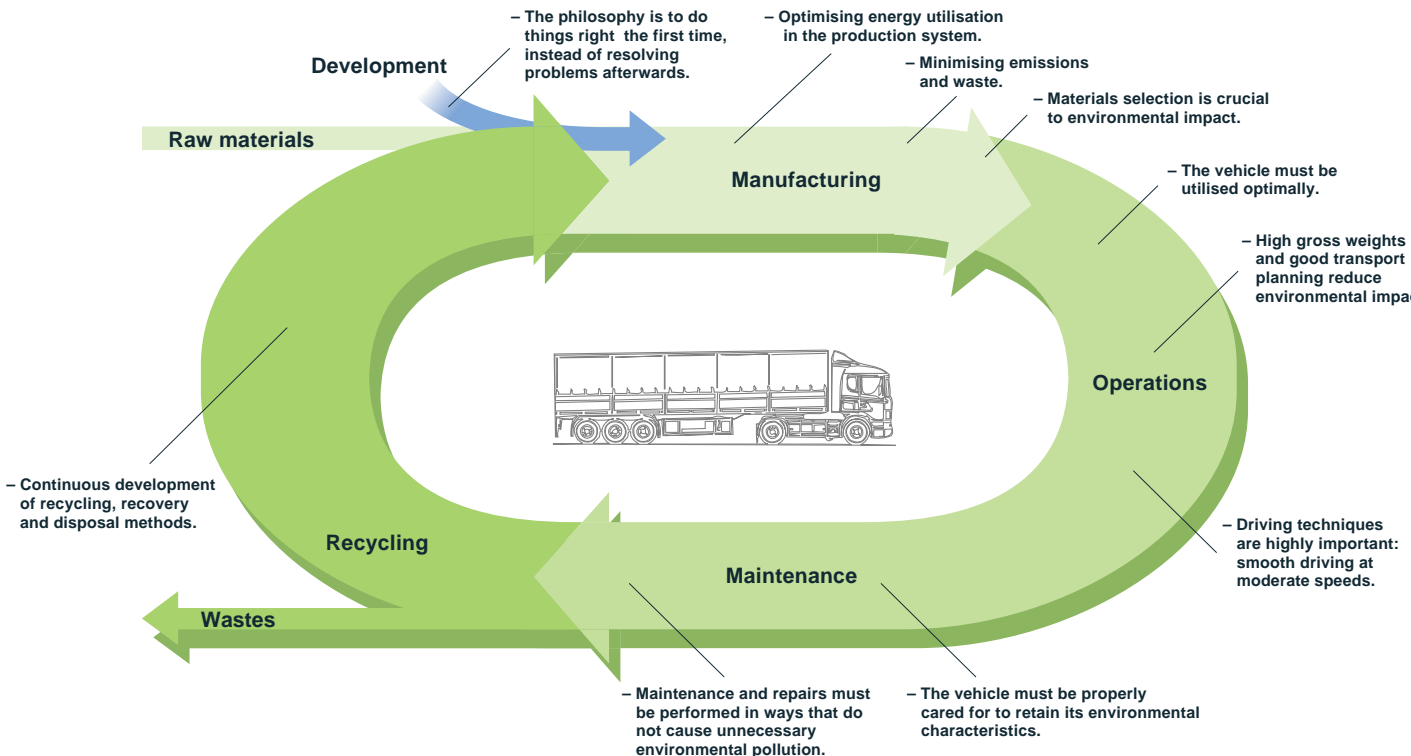 – The philosophy is to do
things right the first time,
instead of resolving
problems afterwards.
– Optimising energy utilisation
in the production system.
– Minimising emissions
and waste.
– Materials selection is crucial
to environmental impact.
Development
Raw materials
Manufacturing
– The vehicle must be
utilised optimally.
– High gross weights
and good transport
planning reduce
environmental impac
Operations
– Continuous development
of recycling, recovery
and disposal methods.
Recycling
Maintenance
– Driving techniques
are highly important:
smooth driving at
moderate speeds.
Wastes
– Maintenance and repairs must
be performed in ways that do
not cause unnecessary
environmental pollution.
– The vehicle must be properly
cared for to retain its environmental
characteristics.